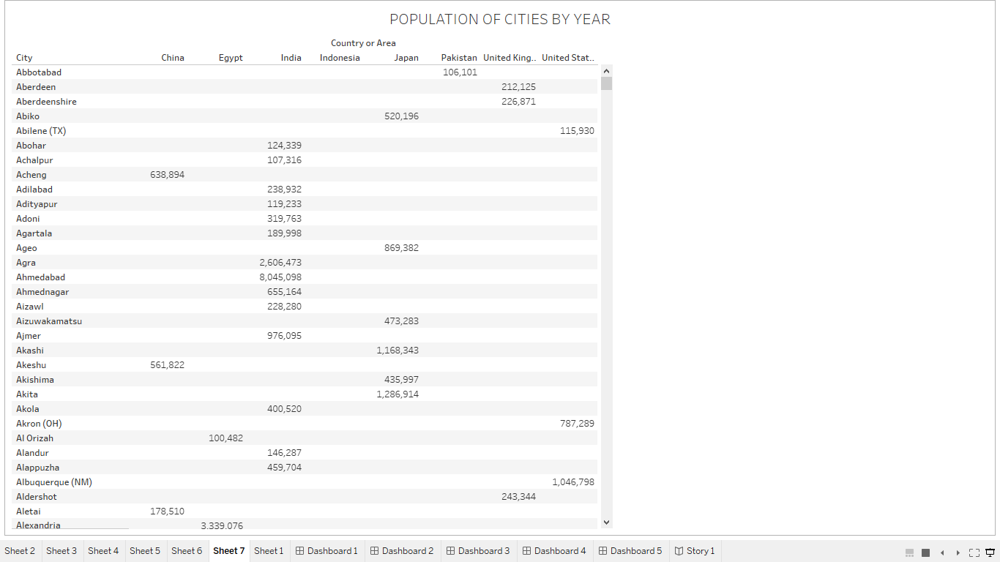 POPULATION OF CITIES BY YEAR
Country or Area
City China Egypt India Indonesia Japan Pakistan United King.. United Stat..
Abbotabad 106,101
Aberdeen 212,125
Aberdeenshire 226,871
Abiko 520,196
Abilene (TX) 115,930
Abohar 124,339
Achalpur 107,316
Acheng 638,894
Adilabad 238,932
Adityapur 119,233
Adoni 319,763
Agartala 189,998
Ageo 869,382
Agra 2,606,473
Ahmedabad 8,045,098
Ahmednagar 655,164
Aizawl 228,280
Aizuwakamatsu 473,283
Ajmer 976,095
Akashi 1,168,343
Akeshu 561,822
Akishima 435,997
Akita 1,286,914
Akola 400,520
Akron (OH) 787,289
Al Orizah 100,482
Alandur 146,287
Alappuzha 459,704
Albuquerque (NM) 1,046,798
Aldershot 243,344
Aletai 178,510
Alexandria 3,339,076
Sheet 2 Sheet 3 Sheet 4 Sheet 5 Sheet 6 Sheet 7 Sheet 1 Dashboard 1 Dashboard 2 Dashboard 3 Dashboard 4 Dashboard 5 Story 1